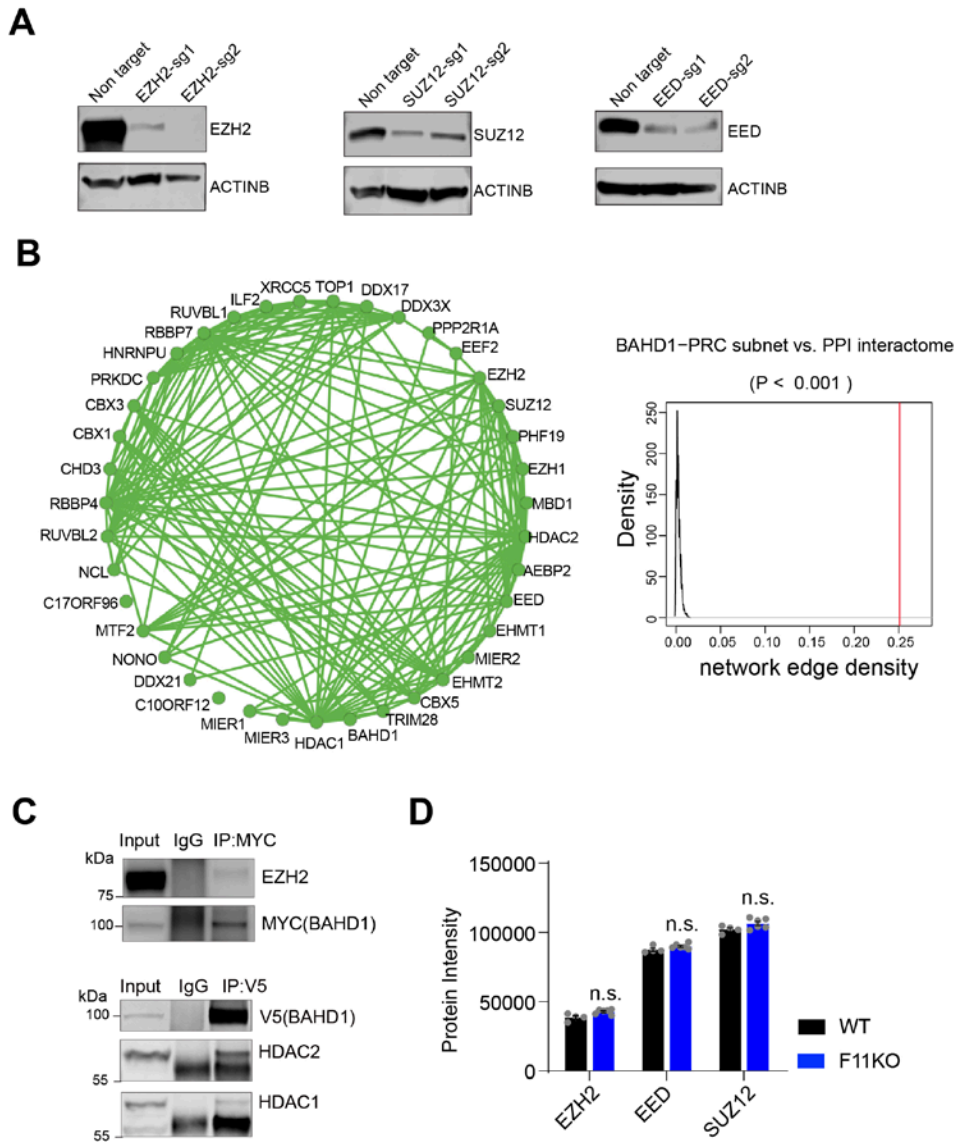 A
Non target
EZH2-sg1
EZH2-sg2
EZH2
ACTINB
Non target
SUZ12-sg1
SUZ12-sg2
SUZ12
ACTINB
Non target
EED-sg1
EED-sg2
EED
ACTINB
B
XRCC5
TOP1
DDX17
DDX3X
PPP2R1A
EEF2
EZH2
SUZ12
PHF19
EZH1
MBD1
HDAC2
AEBP2
EED
EHMT1
MIER2
EHMT2
CBX5
TRIM28
BAHD1
HDAC1
MIER3
MIER1
C10ORF12
DDX21
NONO
MTF2
C17ORF96
NCL
RUVBL2
RBBP4
CHD3
CBX1
CBX3
PRKDC
HNRNPU
RBBP7
RUVBL1
ILF2
BAHD1-PRC subnet vs. PPI interactome
(P < 0.001 )
Density
250
200
150
100
50
0
0.00 0.05 0.10 0.15 0.20 0.25
network edge density
C
Input IgG IP:MYC
kDa
75
EZH2
100
MYC(BAHD1)
Input IgG IP:V5
kDa
100
V5(BAHD1)
HDAC2
55
HDAC1
55
D
Protein Intensity
150000
100000
50000
0
n.s.
n.s.
n.s.
EZH2
EED
SUZ12
WT
F11KO